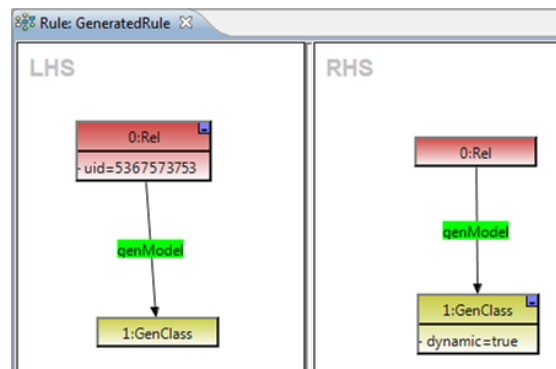 Rule: GeneratedRule
LHS
0:Rel
- uid=5367573753
genModel
1:GenClass
RHS
0:Rel
genModel
1:GenClass
- dynamic=true